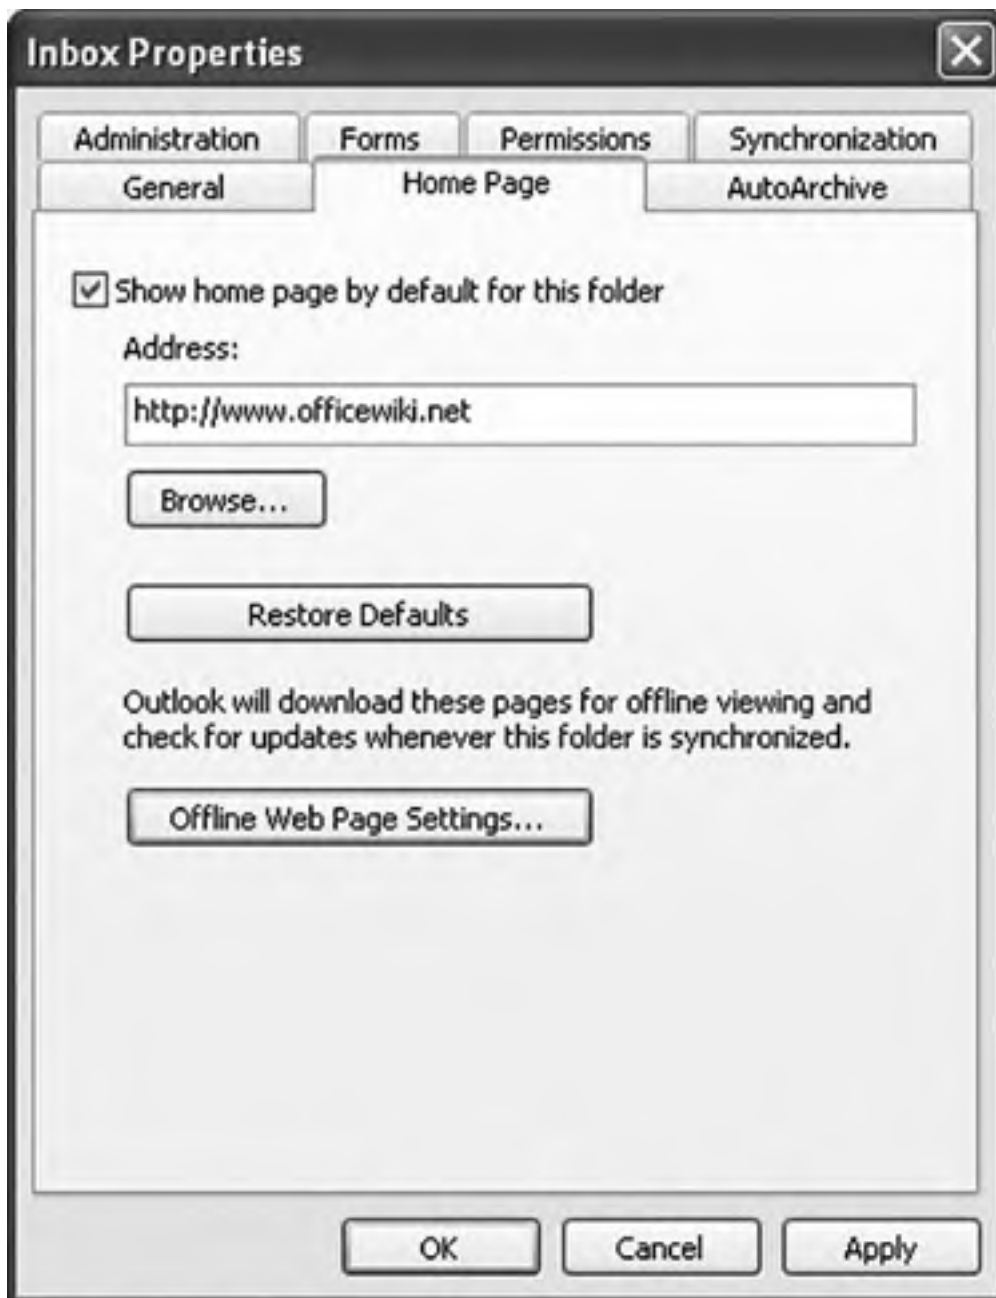 Inbox Properties
Administration Forms Permissions Synchronization
General Home Page AutoArchive
Show home page by default for this folder
Address:
http://www.officewiki.net
Browse...
Restore Defaults
Outlook will download these pages for offline viewing and
check for updates whenever this folder is synchronized.
Offline Web Page Settings...
OK Cancel Apply